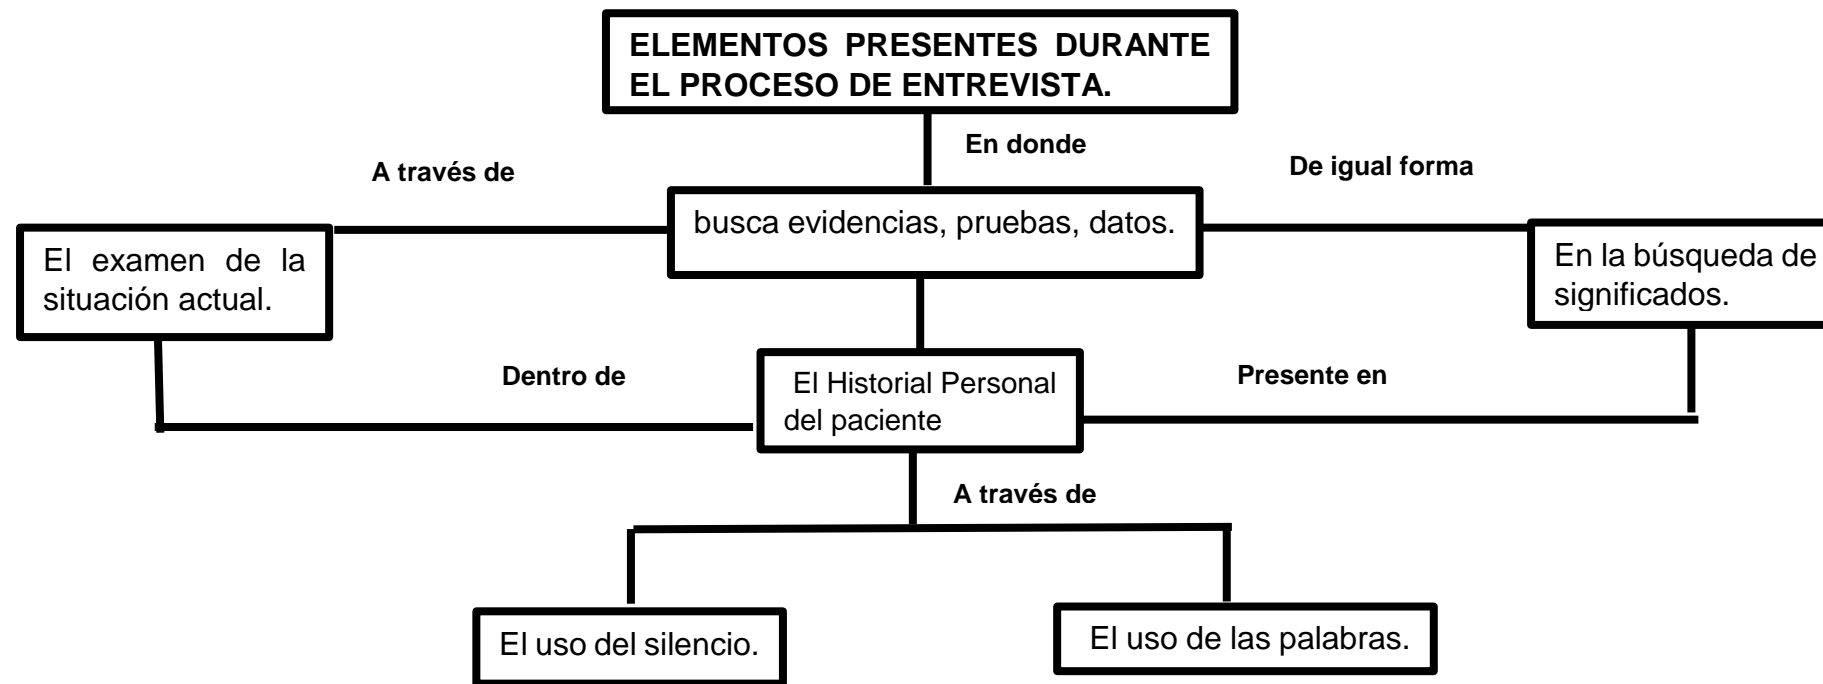 ELEMENTOS PRESENTES DURANTE
EL PROCESO DE ENTREVISTA.
En donde
A través de
De igual forma
busca evidencias, pruebas, datos.
El examen de la
situación actual.
En la búsqueda de
significados.
Dentro de
El Historial Personal
del paciente
Presente en
A través de
El uso del silencio.
El uso de las palabras.